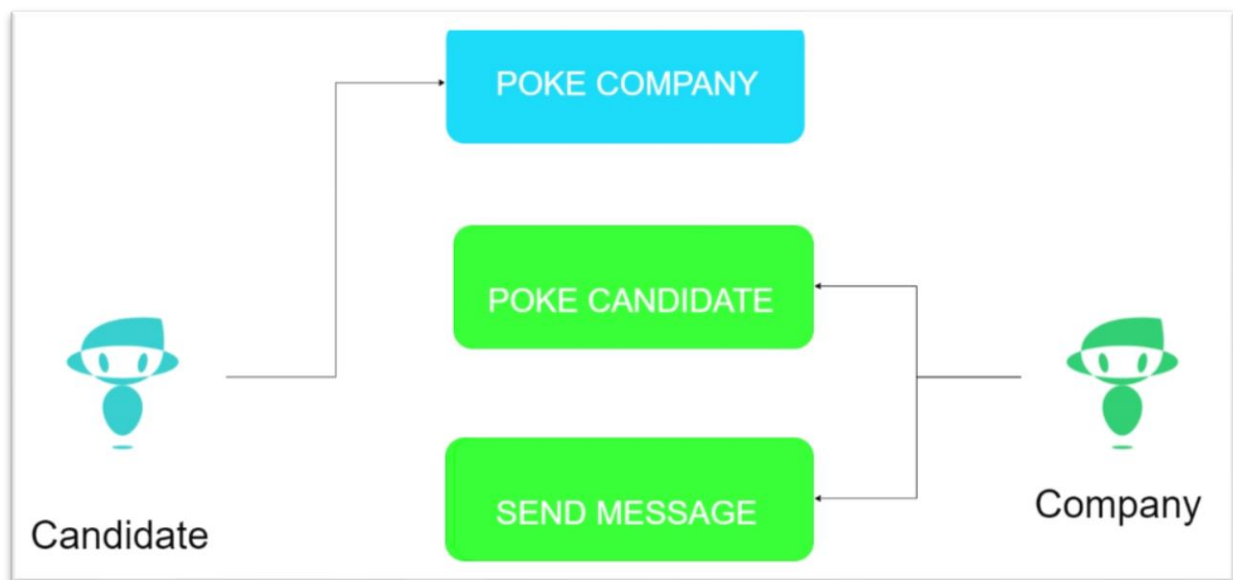 POKE COMPANY
POKE CANDIDATE
SEND MESSAGE
Candidate
Company